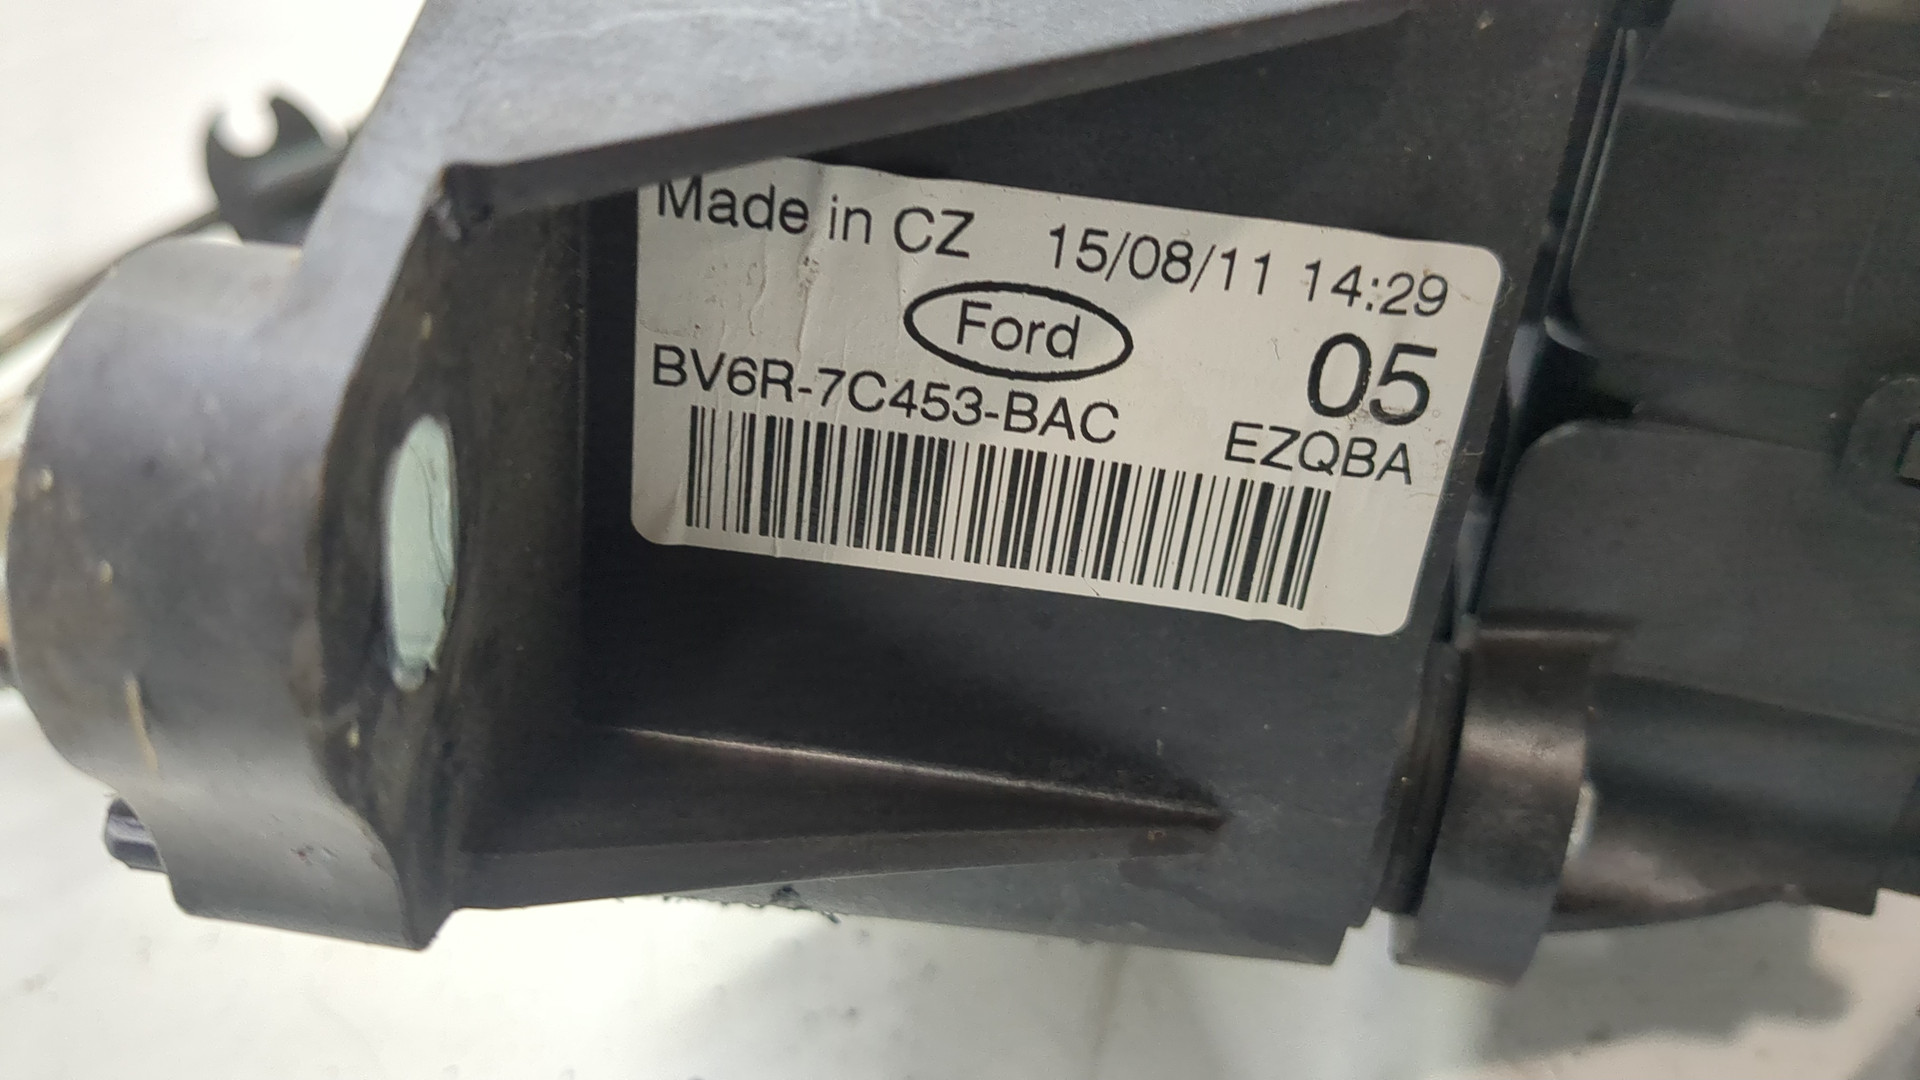 Made in CZ 15/08/11 14:29
Ford
05
BV6R-7C453-BAC
EZQBA